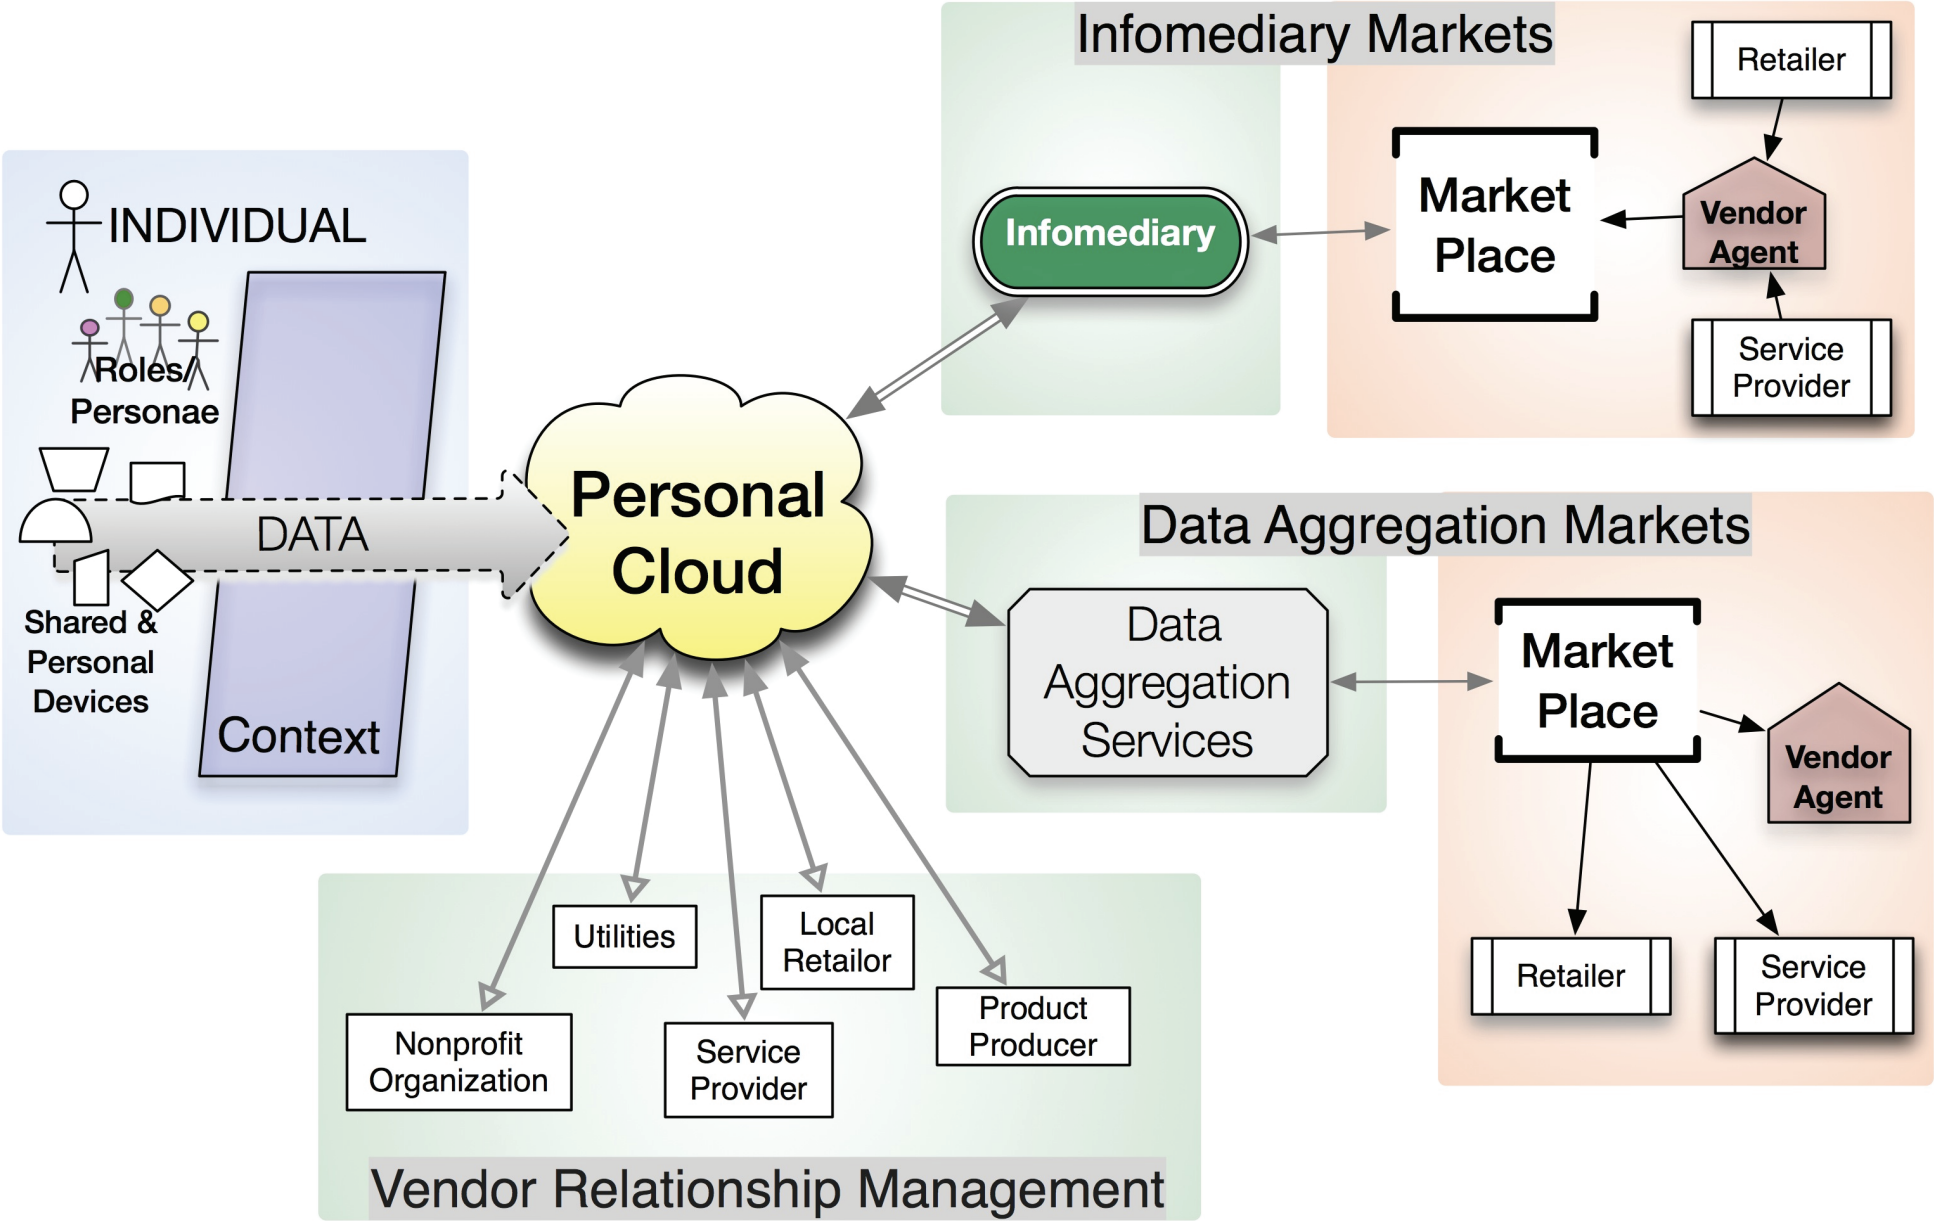 Infomediary Markets
Retailer
Market
Place
Vendor
Agent
Infomediary
Service
Provider
INDIVIDUAL
Roles/
Personae
DATA
Shared &
Personal
Devices
Context
Personal
Cloud
Data Aggregation Markets
Data
Aggregation
Services
Market
Place
Vendor
Agent
Retailer
Service
Provider
Utilities
Local
Retailor
Nonprofit
Organization
Service
Provider
Product
Producer
Vendor Relationship Management